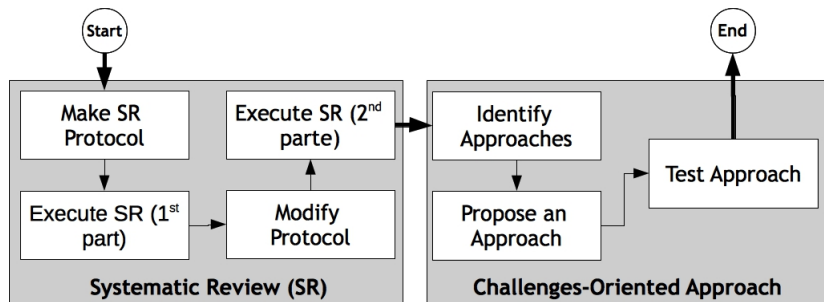 Start
Make SR
Protocol
Execute SR (1st
part)
Modify
Protocol
Execute SR (2nd
parte)
Systematic Review (SR)
Identify
Approaches
Propose an
Approach
Test Approach
End
Challenges-Oriented Approach